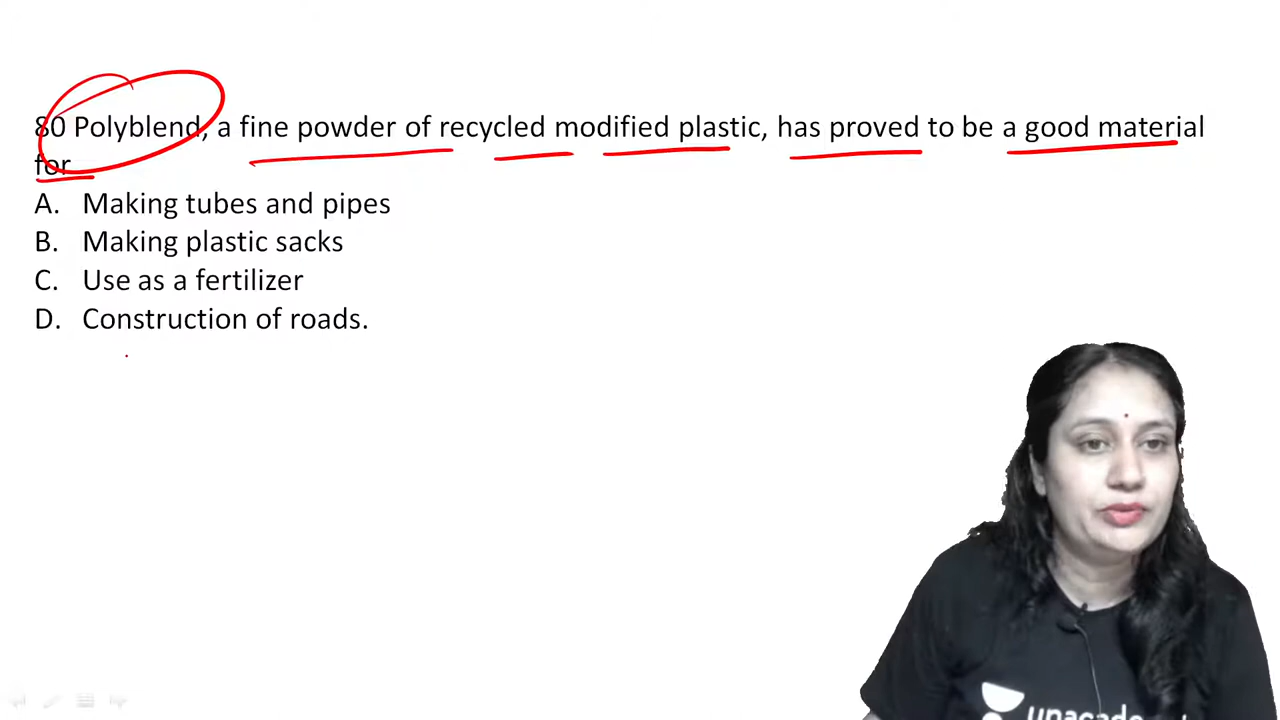 80 Polyblend, a fine powder of recycled modified plastic, has proved to be a good material
for
A. Making tubes and pipes
B. Making plastic sacks
C. Use as a fertilizer
D. Construction of roads.